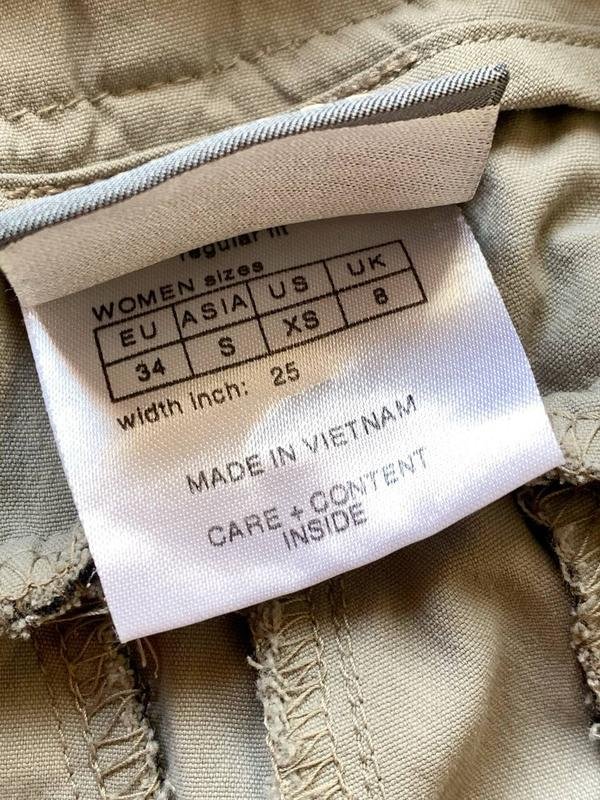 regular fit
WOMEN sizes
EU ASIA US UK
34 S XS 8
width inch: 25
MADE IN VIETNAM
CARE + CONTENT
INSIDE